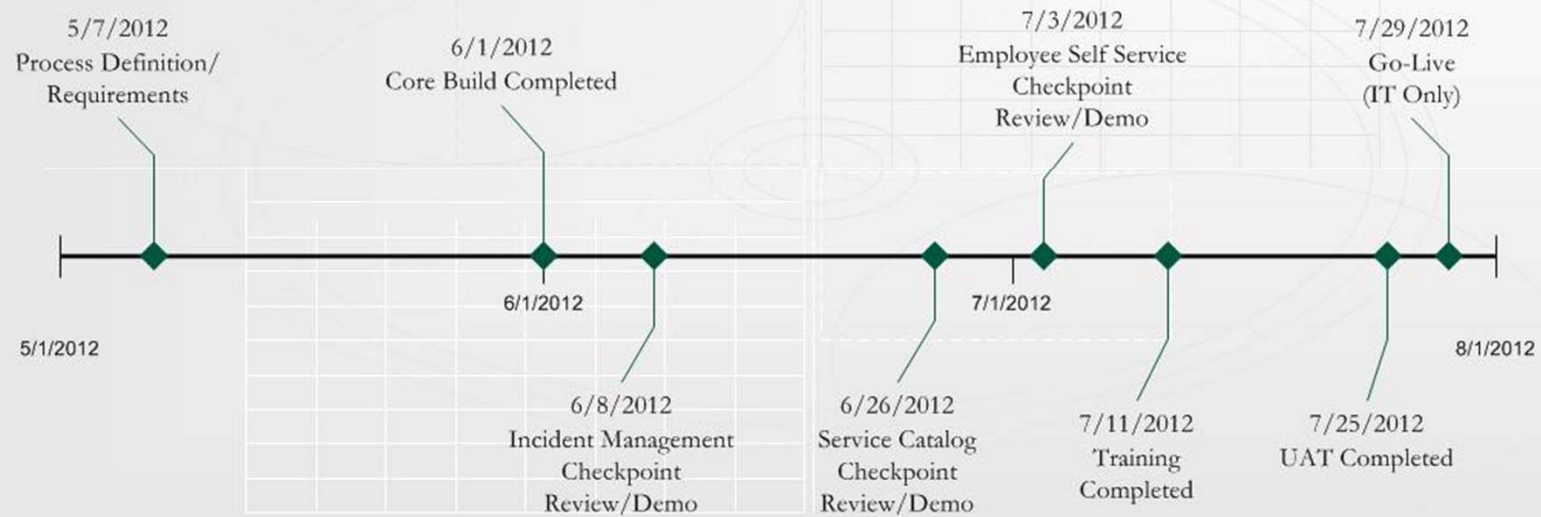 5/7/2012
Process Definition/
Requirements
6/1/2012
Core Build Completed
7/3/2012
Employee Self Service
Checkpoint
Review/Demo
7/29/2012
Go-Live
(IT Only)
5/1/2012
6/1/2012
7/1/2012
8/1/2012
6/8/2012
Incident Management
Checkpoint
Review/Demo
6/26/2012
Service Catalog
Checkpoint
Review/Demo
7/11/2012
Training
Completed
7/25/2012
UAT Completed